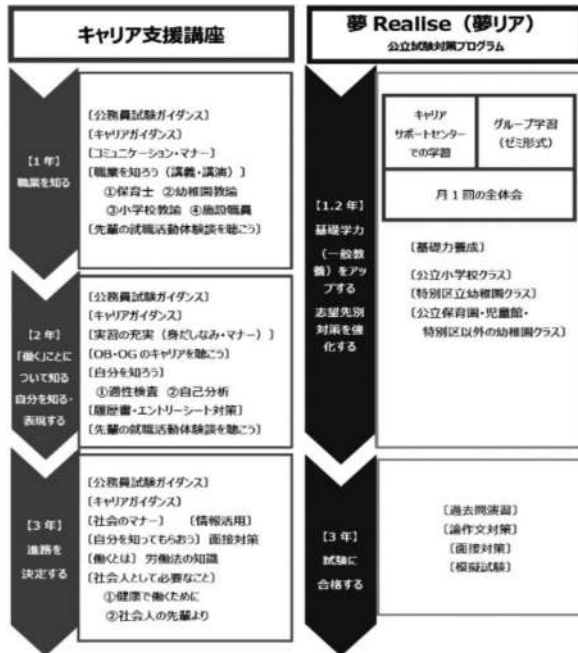 キャリア支援講座
【1年】
職業を知る
〔公務員試験ガイダンス〕
〔キャリアガイダンス〕
〔コミュニケーション・マナー〕
〔職業を知ろう（講義・講演）〕
①保育士 ②幼稚園教諭
③小学校教諭 ④施設職員
〔先輩の就職活動体験談を聴こう〕
【2年】
「働く」ことに
ついて知る
自分を知る・
表現する
〔公務員試験ガイダンス〕
〔キャリアガイダンス〕
〔実習の充実（身だしなみ・マナー）〕
〔OB・OGのキャリアを聴こう〕
〔自分を知ろう〕
①適性検査 ②自己分析
〔履歴書・エントリーシート対策〕
〔先輩の就職活動体験談を聴こう〕
【3年】
進路を
決定する
〔公務員試験ガイダンス〕
〔キャリアガイダンス〕
〔社会のマナー〕 〔情報活用〕
〔自分を知ってもらおう〕 面接対策
〔働くとは〕 労働法の知識
〔社会人として必要なこと〕
①健康で働くために
②社会人の先輩より
夢 Realise（夢リア）
公立試験対策プログラム
【1.2年】
基礎学力
（一般教
養）をアッ
プする
志望先別
対策を強
化する
キャリア
サポートセンター
での学習
グループ学習
（ゼミ形式）
月1回の全体会
〔基礎力養成〕
〔公立小学校クラス〕
〔特別区立幼稚園クラス〕
〔公立保育園・児童館・
特別区以外の幼稚園クラス〕
【3年】
試験に
合格する
〔過去問演習〕
〔論作文対策〕
〔面接対策〕
〔模擬試験〕